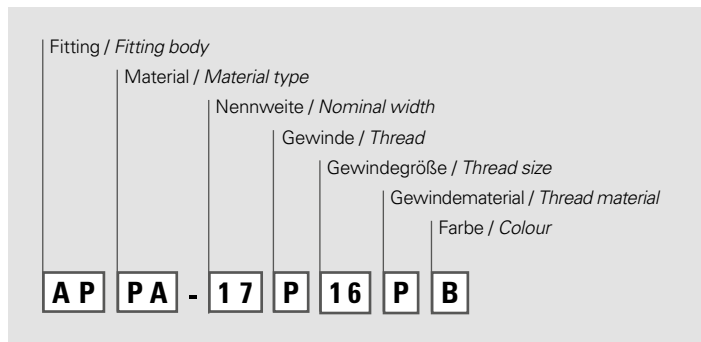 Fitting / Fitting body
Material / Material type
Nennweite / Nominal width
Gewinde / Thread
Gewindegröße / Thread size
Gewindematerial / Thread material
Farbe / Colour
AP PA - 17 P 16 P B